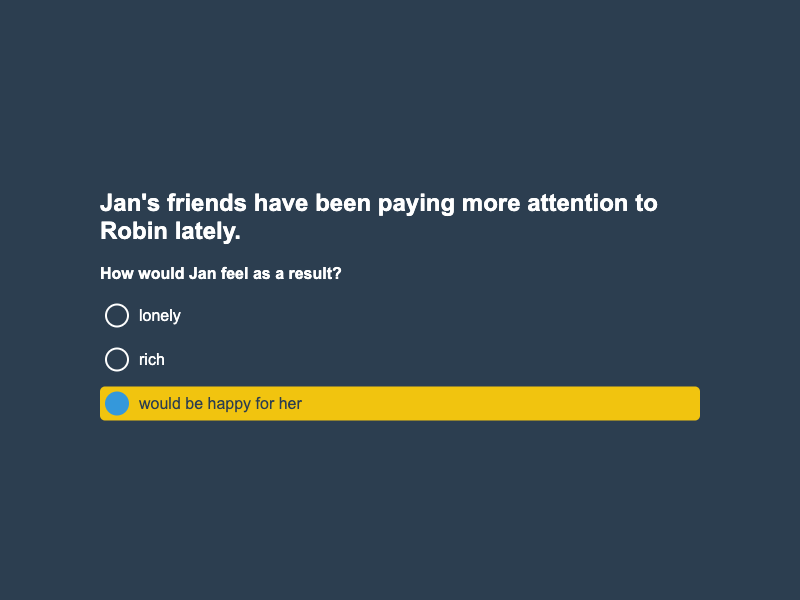 Jan's friends have been paying more attention to
Robin lately.
How would Jan feel as a result?
lonely
rich
would be happy for her